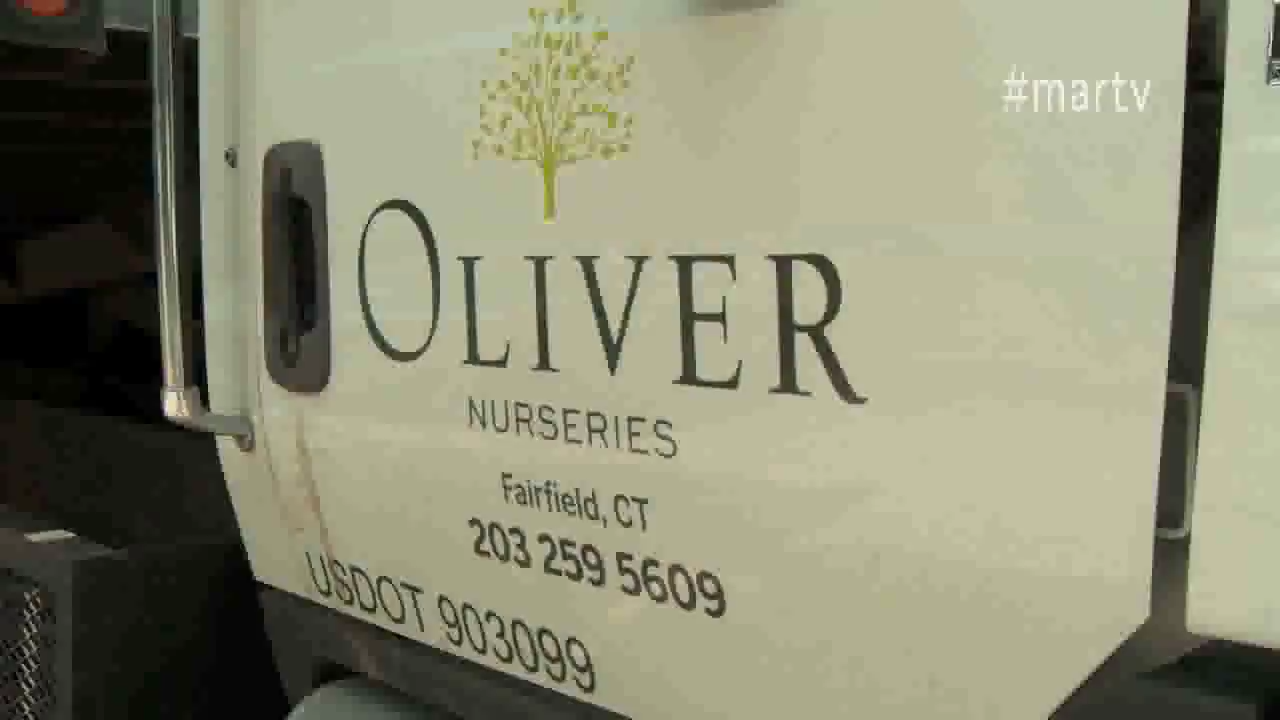 #martv
OLIVER
NURSERIES
Fairfield, CT
203 259 5609
USDOT 903099